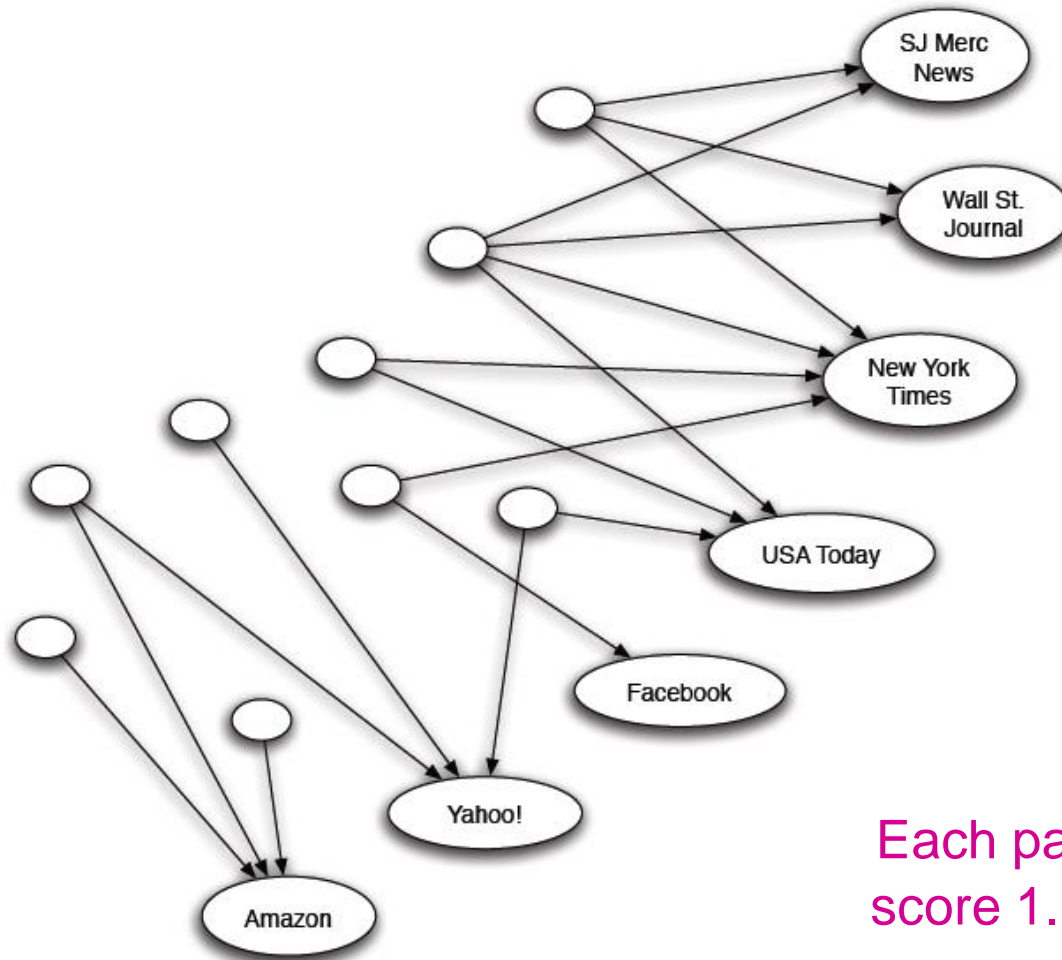 SJ Merc
News
Wall St.
Journal
New York
Times
USA Today
Facebook
Yahoo!
Amazon
Each pa
score 1.